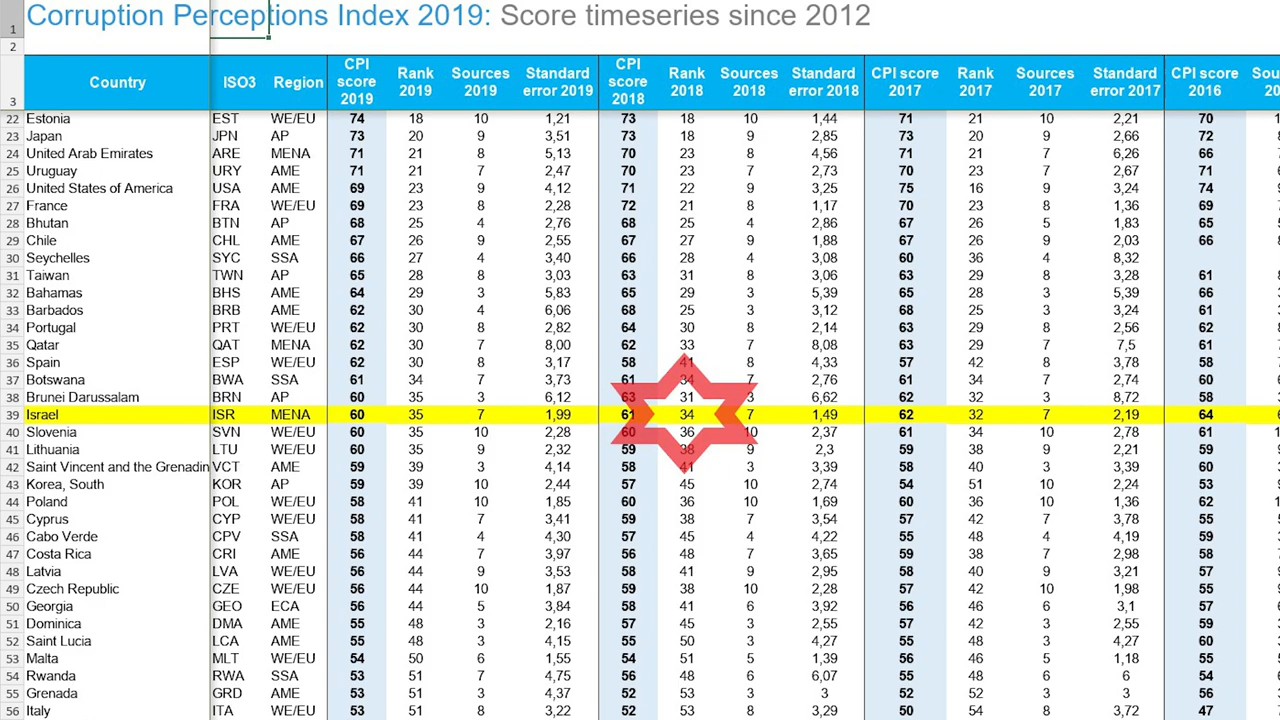 1 Corruption Perceptions Index 2019: Score timeseries since 2012
2
3 Country ISO3 Region CPI score 2019 Rank 2019 Sources 2019 Standard error 2019 CPI score 2018 Rank 2018 Sources 2018 Standard error 2018 CPI score 2017 Rank 2017 Sources 2017 Standard error 2017 CPI score 2016
22 Estonia EST WE/EU 74 18 10 1,21 73 18 10 1,44 71 21 10 2,21 70
23 Japan JPN AP 73 20 9 3,51 73 18 9 2,85 73 20 9 2,66 72
24 United Arab Emirates ARE MENA 71 21 8 5,13 70 23 8 4,56 71 21 7 6,26 66
25 Uruguay URY AME 71 21 7 2,47 70 23 7 2,73 70 23 7 2,67 71
26 United States of America USA AME 69 23 9 4,12 71 22 9 3,25 75 16 9 3,24 74
27 France FRA WE/EU 69 23 8 2,28 72 21 8 1,17 70 23 8 1,36 69
28 Bhutan BTN AP 68 25 4 2,76 68 25 4 2,86 67 26 5 1,83 65
29 Chile CHL AME 67 26 9 2,55 67 27 9 1,88 67 26 9 2,03 66
30 Seychelles SYC SSA 66 27 4 3,40 66 28 4 3,08 60 36 4 8,32
31 Taiwan TWN AP 65 28 8 3,03 63 31 8 3,06 63 29 8 3,28 61
32 Bahamas BHS AME 64 29 3 5,83 65 29 3 5,39 65 28 3 5,39 66
33 Barbados BRB AME 62 30 4 6,06 68 25 3 3,12 68 25 3 3,24 61
34 Portugal PRT WE/EU 62 30 8 2,82 64 30 8 2,14 63 29 8 2,56 62
35 Qatar QAT MENA 62 30 7 8,00 62 33 7 8,08 63 29 7 7,5 61
36 Spain ESP WE/EU 62 30 8 3,17 58 41 8 4,33 57 42 8 3,78 58
37 Botswana BWA SSA 61 34 7 3,73 61 34 7 2,76 61 34 7 2,74 60
38 Brunei Darussalam BRN AP 60 35 3 6,12 63 31 3 6,62 62 32 3 8,72 58
39 Israel ISR MENA 60 35 7 1,99 61 34 7 1,49 62 32 7 2,19 64
40 Slovenia SVN WE/EU 60 35 10 2,28 60 36 10 2,37 61 34 10 2,78 61
41 Lithuania LTU WE/EU 60 35 9 2,32 59 38 9 2,3 59 38 9 2,21 59
42 Saint Vincent and the Grenadin VCT AME 59 39 3 4,14 58 41 3 3,39 58 40 3 3,39 60
43 Korea, South KOR AP 59 39 10 2,44 57 45 10 2,74 54 51 10 2,24 53
44 Poland POL WE/EU 58 41 10 1,85 60 36 10 1,69 60 36 10 1,36 62
45 Cyprus CYP WE/EU 58 41 7 3,41 59 38 7 3,54 57 42 7 3,78 55
46 Cabo Verde CPV SSA 58 41 4 4,30 57 45 4 4,22 55 48 4 4,19 59
47 Costa Rica CRI AME 56 44 7 3,97 56 48 7 3,65 59 38 7 2,98 58
48 Latvia LVA WE/EU 56 44 9 3,53 58 41 9 2,95 58 40 9 3,21 57
49 Czech Republic CZE WE/EU 56 44 10 1,87 59 38 10 2,28 57 42 10 1,98 55
50 Georgia GEO ECA 56 44 5 3,84 58 41 6 3,92 56 46 6 3,1 57
51 Dominica DMA AME 55 48 3 2,16 57 45 3 2,55 57 42 3 2,55 59
52 Saint Lucia LCA AME 55 48 3 4,15 55 50 3 4,27 55 48 3 4,27 60
53 Malta MLT WE/EU 54 50 6 1,55 54 51 5 1,39 56 46 5 1,18 55
54 Rwanda RWA SSA 53 51 7 4,75 56 48 6 6,07 55 48 6 6 54
55 Grenada GRD AME 53 51 3 4,37 52 53 3 3 52 52 3 3 56
56 Italy ITA WE/EU 53 51 8 3,22 52 53 8 3,29 50 54 8 3,72 47